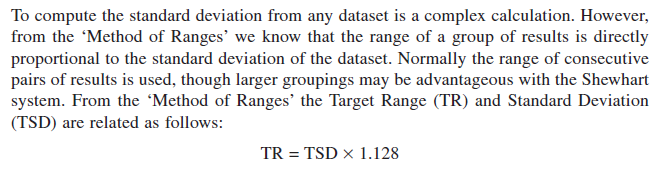 To compute the standard deviation from any dataset is a complex calculation. However,
from the ‘Method of Ranges’ we know that the range of a group of results is directly
proportional to the standard deviation of the dataset. Normally the range of consecutive
pairs of results is used, though larger groupings may be advantageous with the Shewhart
system. From the ‘Method of Ranges’ the Target Range (TR) and Standard Deviation
(TSD) are related as follows:
TR = TSD × 1.128